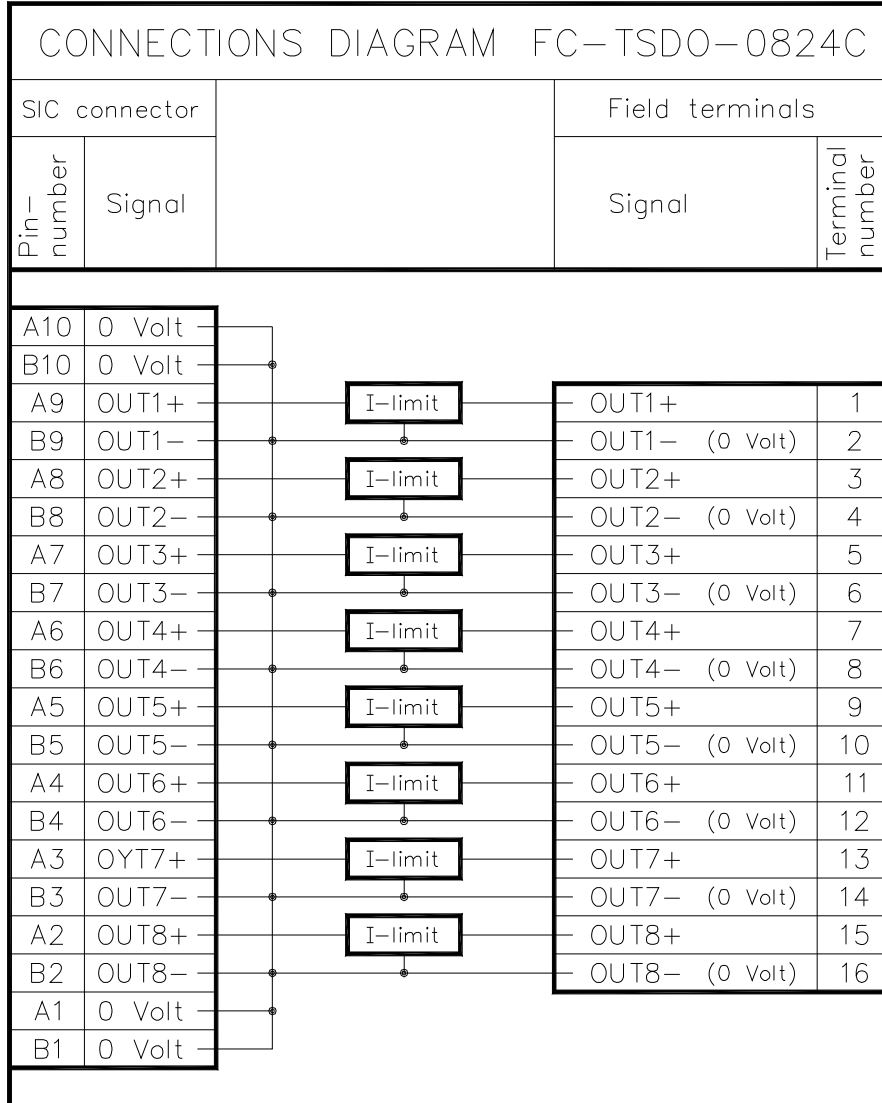 CONNECTIONS DIAGRAM FC-TSDO-0824C
SIC connector Field terminals
Pin-number Signal Signal Terminal number
A10 0 Volt
B10 0 Volt
A9 OUT1+ I-limit OUT1+ 1
B9 OUT1- OUT1- (0 Volt) 2
A8 OUT2+ I-limit OUT2+ 3
B8 OUT2- OUT2- (0 Volt) 4
A7 OUT3+ I-limit OUT3+ 5
B7 OUT3- OUT3- (0 Volt) 6
A6 OUT4+ I-limit OUT4+ 7
B6 OUT4- OUT4- (0 Volt) 8
A5 OUT5+ I-limit OUT5+ 9
B5 OUT5- OUT5- (0 Volt) 10
A4 OUT6+ I-limit OUT6+ 11
B4 OUT6- OUT6- (0 Volt) 12
A3 OYT7+ I-limit OUT7+ 13
B3 OUT7- OUT7- (0 Volt) 14
A2 OUT8+ I-limit OUT8+ 15
B2 OUT8- OUT8- (0 Volt) 16
A1 0 Volt
B1 0 Volt